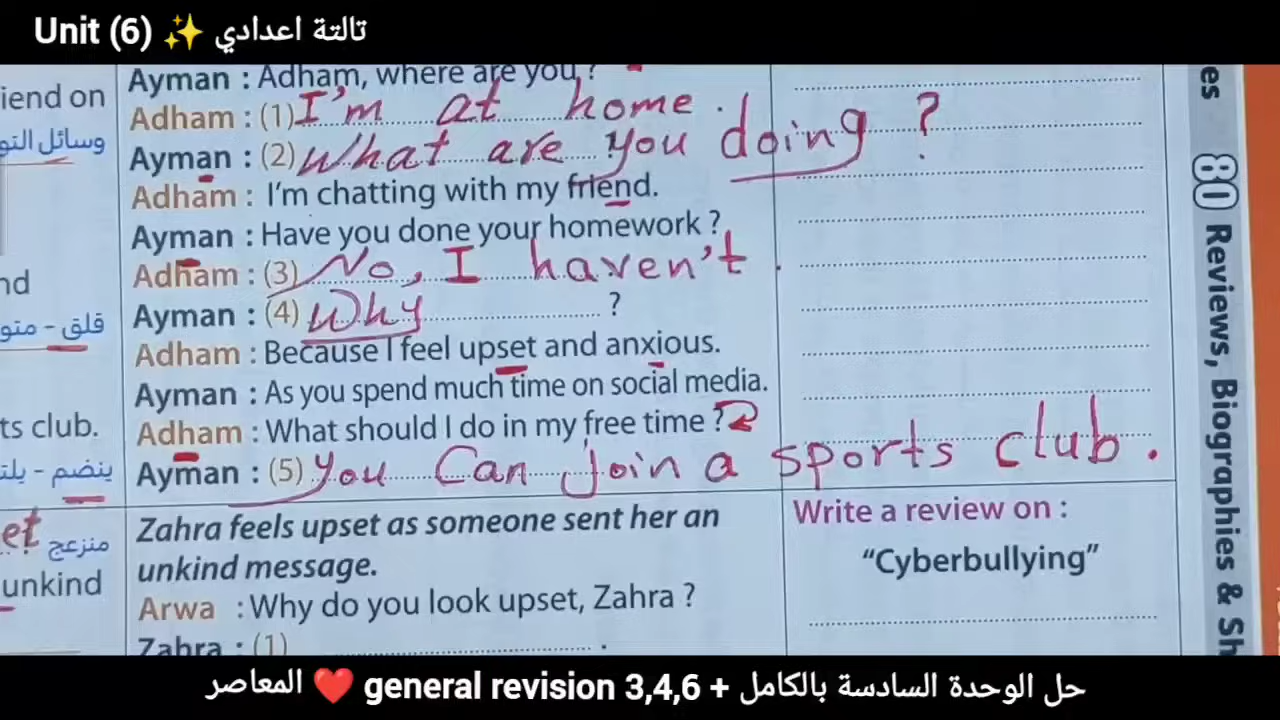 Unit (6) ✨ تالتة اعدادي
Ayman : Adham, where are you ?
iend on
Adham : (1) I'm at home .
وسائل التو
Ayman : (2) What are you doing ?
Adham : I'm chatting with my friend.
Ayman : Have you done your homework ?
Adham : (3) No, I haven't .
nd
Ayman : (4) Why ?
قلق - متو
Adham : Because I feel upset and anxious.
Ayman : As you spend much time on social media.
ts club.
Adham : What should I do in my free time ?
Ayman : (5) You Can join a sports club .
ينضم - يلت
Zahra feels upset as someone sent her an
unkind message.
et منزعج
unkind
Arwa : Why do you look upset, Zahra ?
Zahra : (1) .
Write a review on :
“Cyberbullying”
es
80 Reviews, Biographies & Sh
حل الوحدة السادسة بالكامل + general revision 3,4,6 ❤️ المعاصر